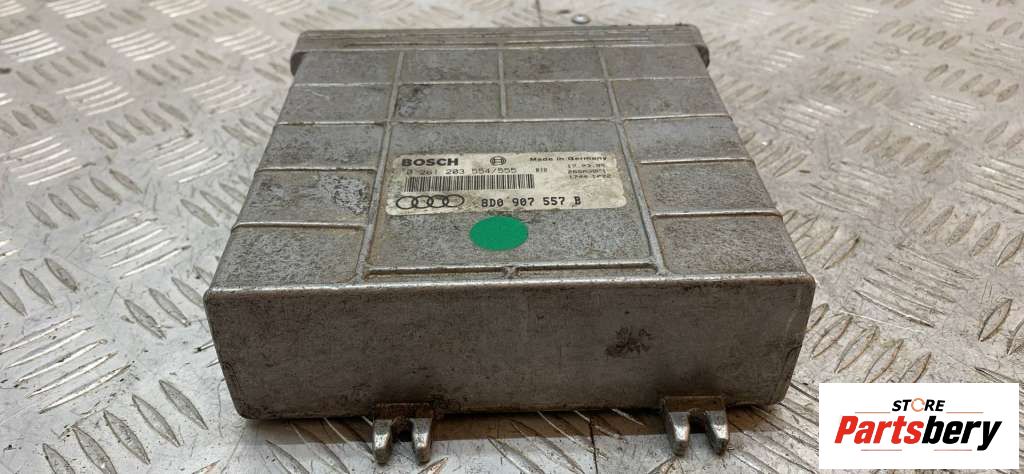 BOSCH Made in Germany
0 261 203 554/555
8D0 907 557 B
STORE
Partsbery